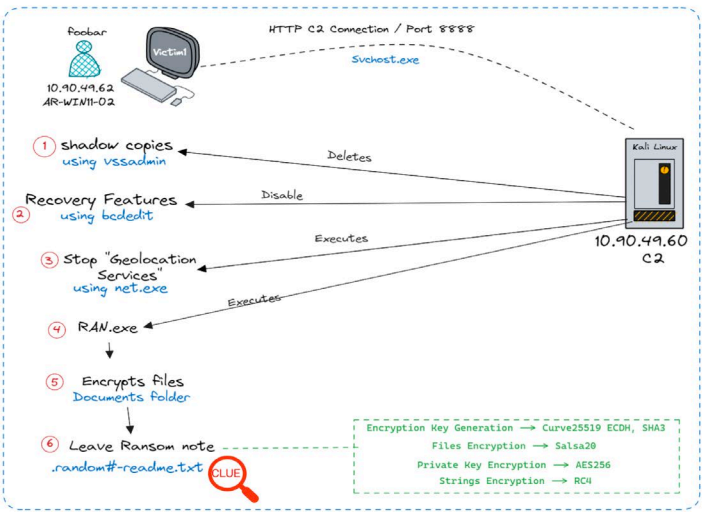 foobar
10.90.49.62
AR-WIN11-02
Victim1
HTTP C2 Connection / Port 8888
Svchost.exe
Kali Linux
10.90.49.60
C2
1 shadow copies
using vssadmin
Deletes
Recovery Features
2 using bcdedit
Disable
3 Stop "Geolocation
Services"
using net.exe
Executes
4 RAN.exe
Executes
5 Encrypts files
Documents folder
6 Leave Ransom note
.random#-readme.txt
CLUE
Encryption Key Generation → Curve25519 ECDH, SHA3
Files Encryption → Salsa20
Private Key Encryption → AES256
Strings Encryption → RC4